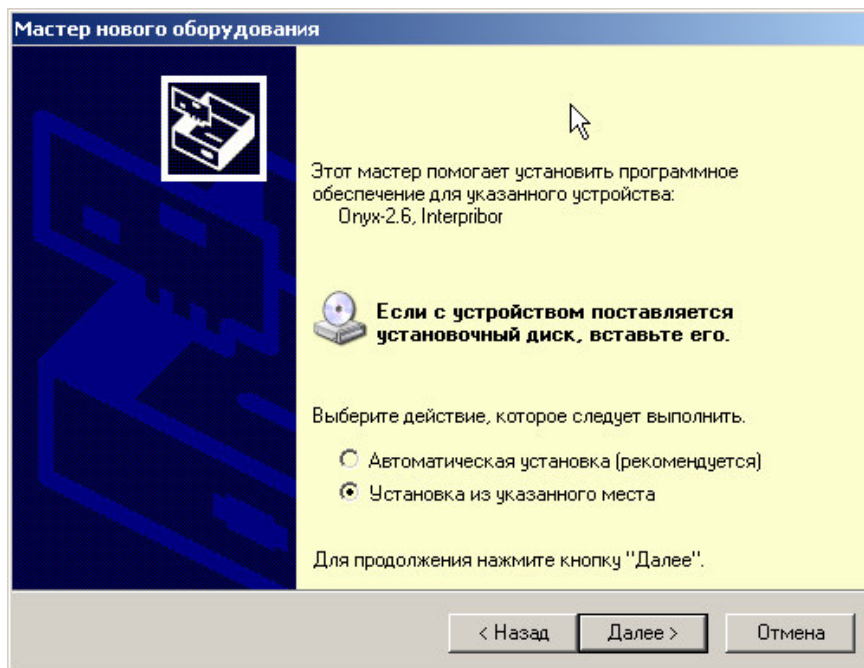 Мастер нового оборудования
Этот мастер помогает установить программное
обеспечение для указанного устройства:
Onyx-2.6, Interpribor
Если с устройством поставляется
установочный диск, вставьте его.
Выберите действие, которое следует выполнить.
Автоматическая установка (рекомендуется)
Установка из указанного места
Для продолжения нажмите кнопку "Далее".
< Назад
Далее >
Отмена